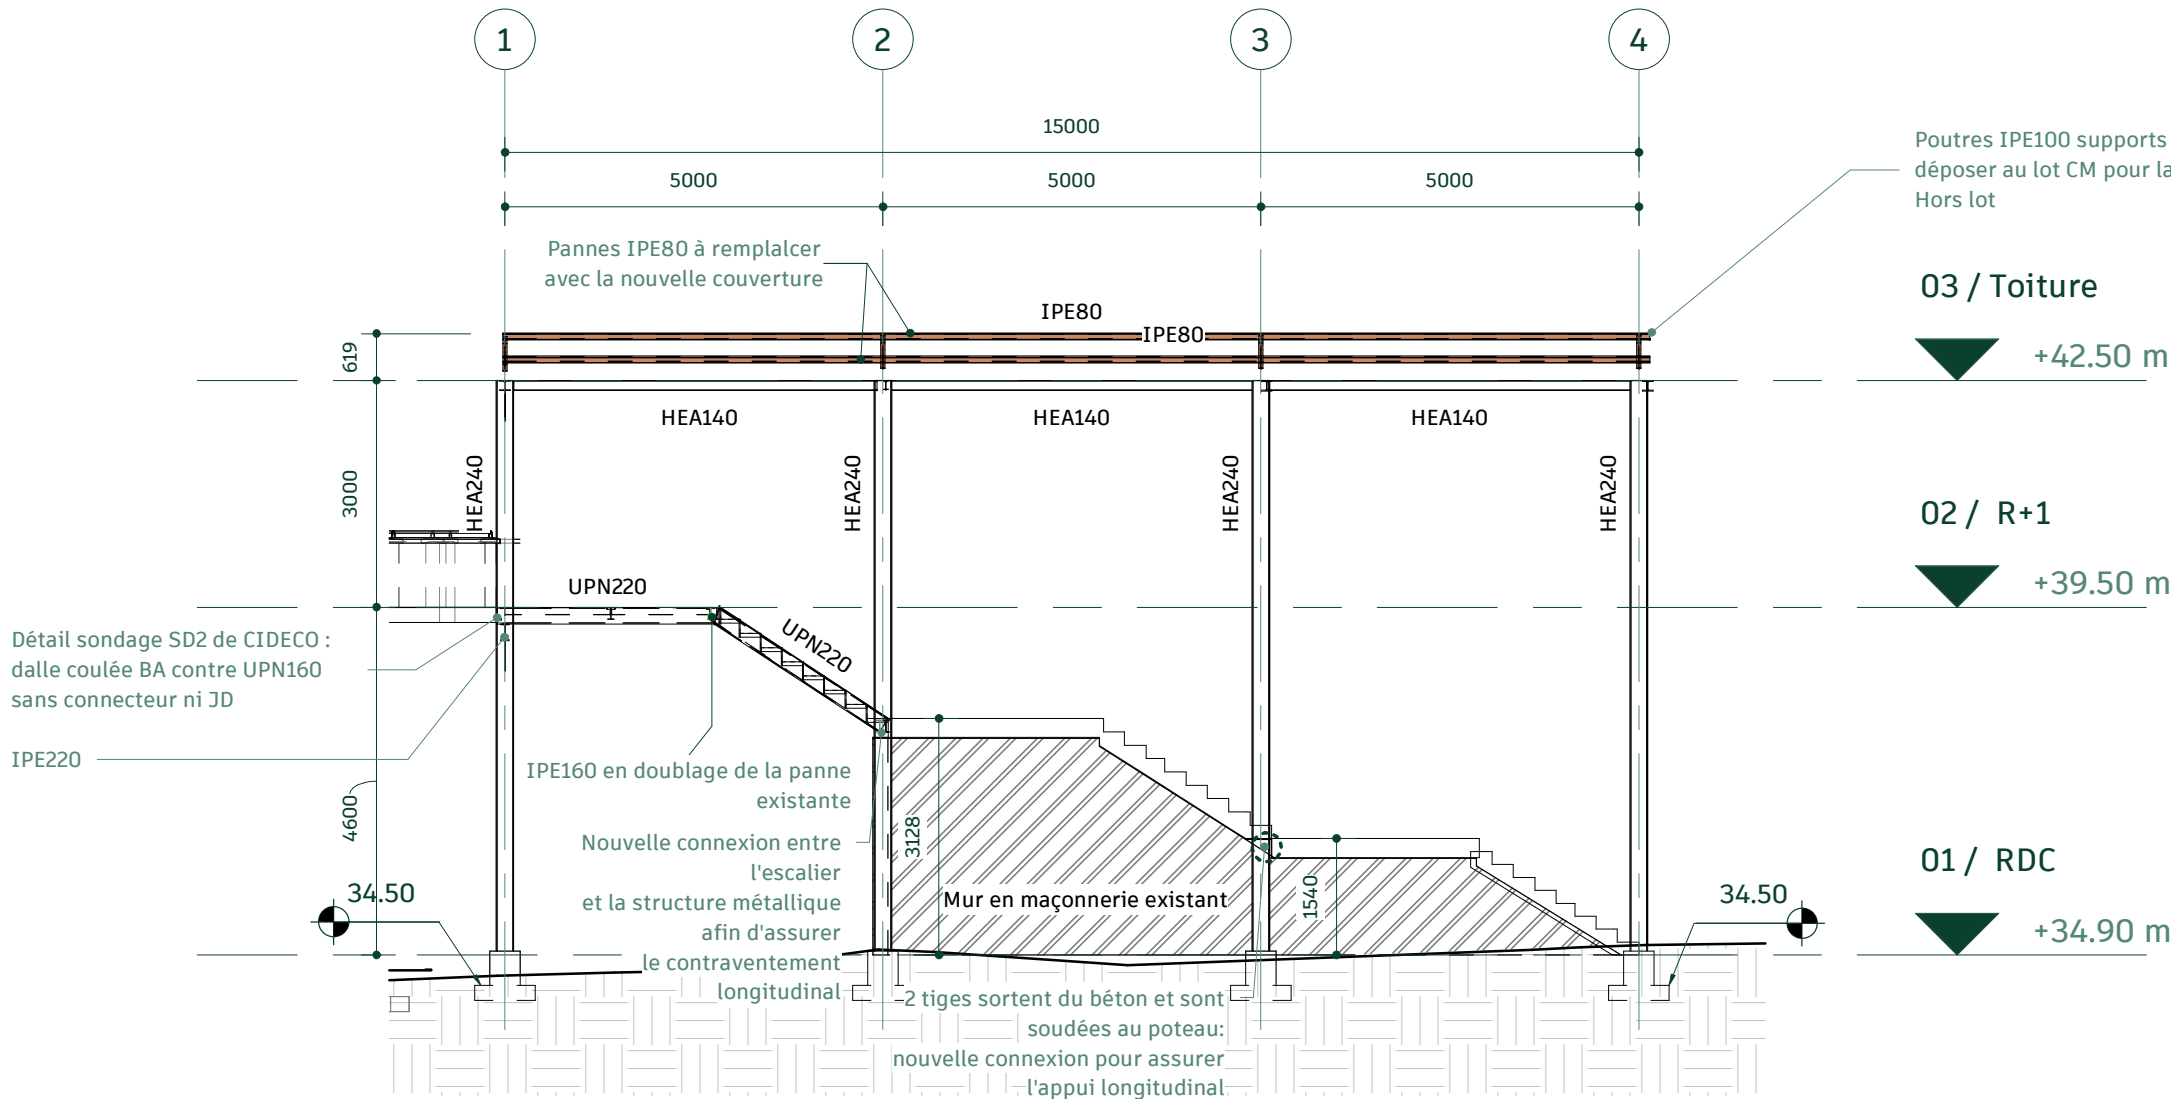 1
2
3
4
15000
5000
5000
5000
Poutres IPE100 supports
déposer au lot CM pour la
Hors lot
Pannes IPE80 à remplalcer
avec la nouvelle couverture
03 / Toiture
+42.50 m
IPE80
IPE80
619
HEA140
HEA140
HEA140
HEA240
HEA240
HEA240
HEA240
3000
02 / R+1
+39.50 m
UPN220
UPN220
Détail sondage SD2 de CIDECO :
dalle coulée BA contre UPN160
sans connecteur ni JD
IPE220
IPE160 en doublage de la panne
existante
4600
3128
Nouvelle connexion entre
l'escalier
et la structure métallique
afin d'assurer
le contraventement
longitudinal
Mur en maçonnerie existant
1540
01 / RDC
+34.90 m
34.50
34.50
2 tiges sortent du béton et sont
soudées au poteau:
nouvelle connexion pour assurer
l'appui longitudinal